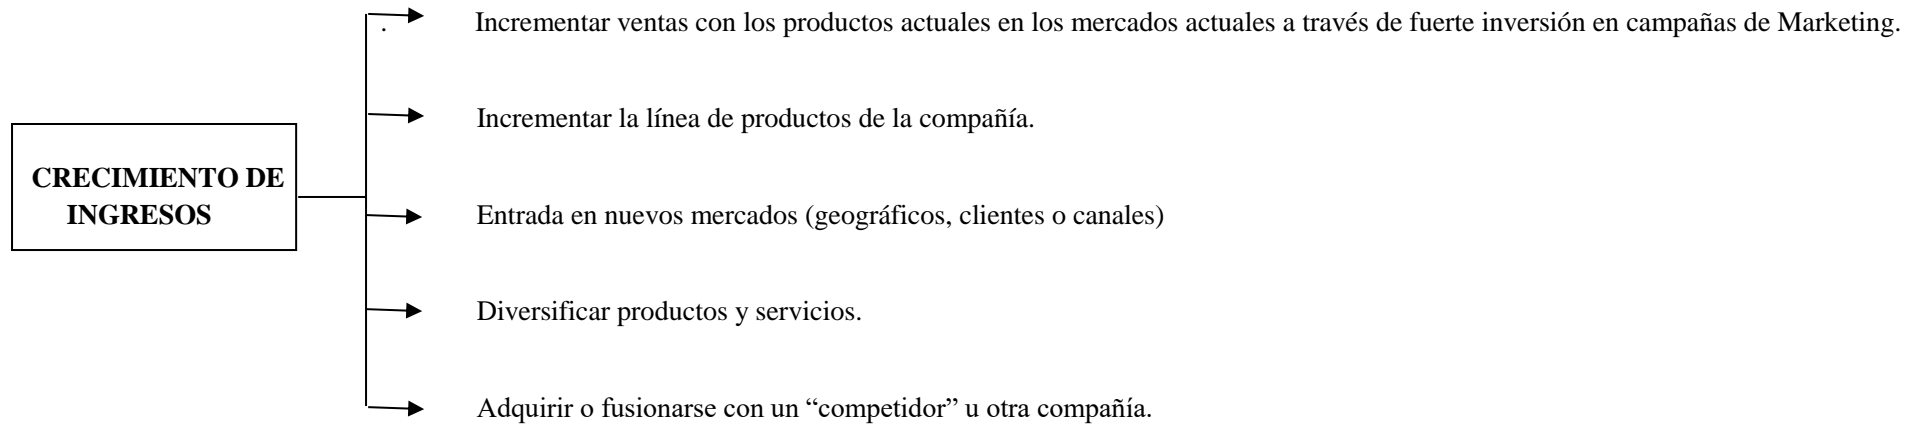 . Incrementar ventas con los productos actuales en los mercados actuales a través de fuerte inversión en campañas de Marketing.
Incrementar la línea de productos de la compañía.
CRECIMIENTO DE
INGRESOS
Entrada en nuevos mercados (geográficos, clientes o canales)
Diversificar productos y servicios.
Adquirir o fusionarse con un “competidor” u otra compañía.